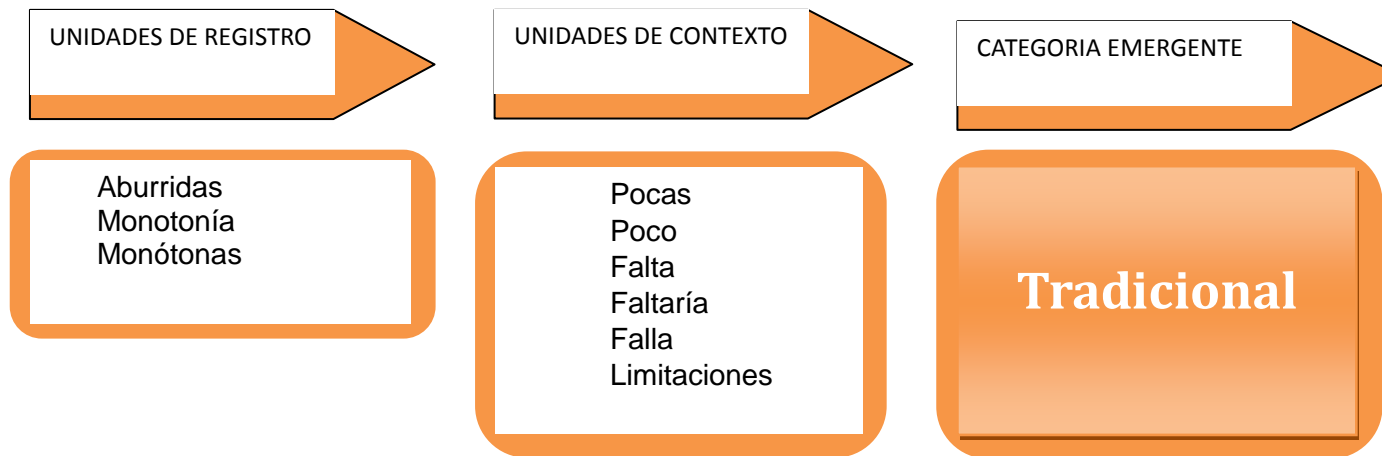 UNIDADES DE REGISTRO
UNIDADES DE CONTEXTO
CATEGORIA EMERGENTE
Aburridas
Monotonía
Monótonas
Pocas
Poco
Falta
Faltaría
Falla
Limitaciones
Tradicional